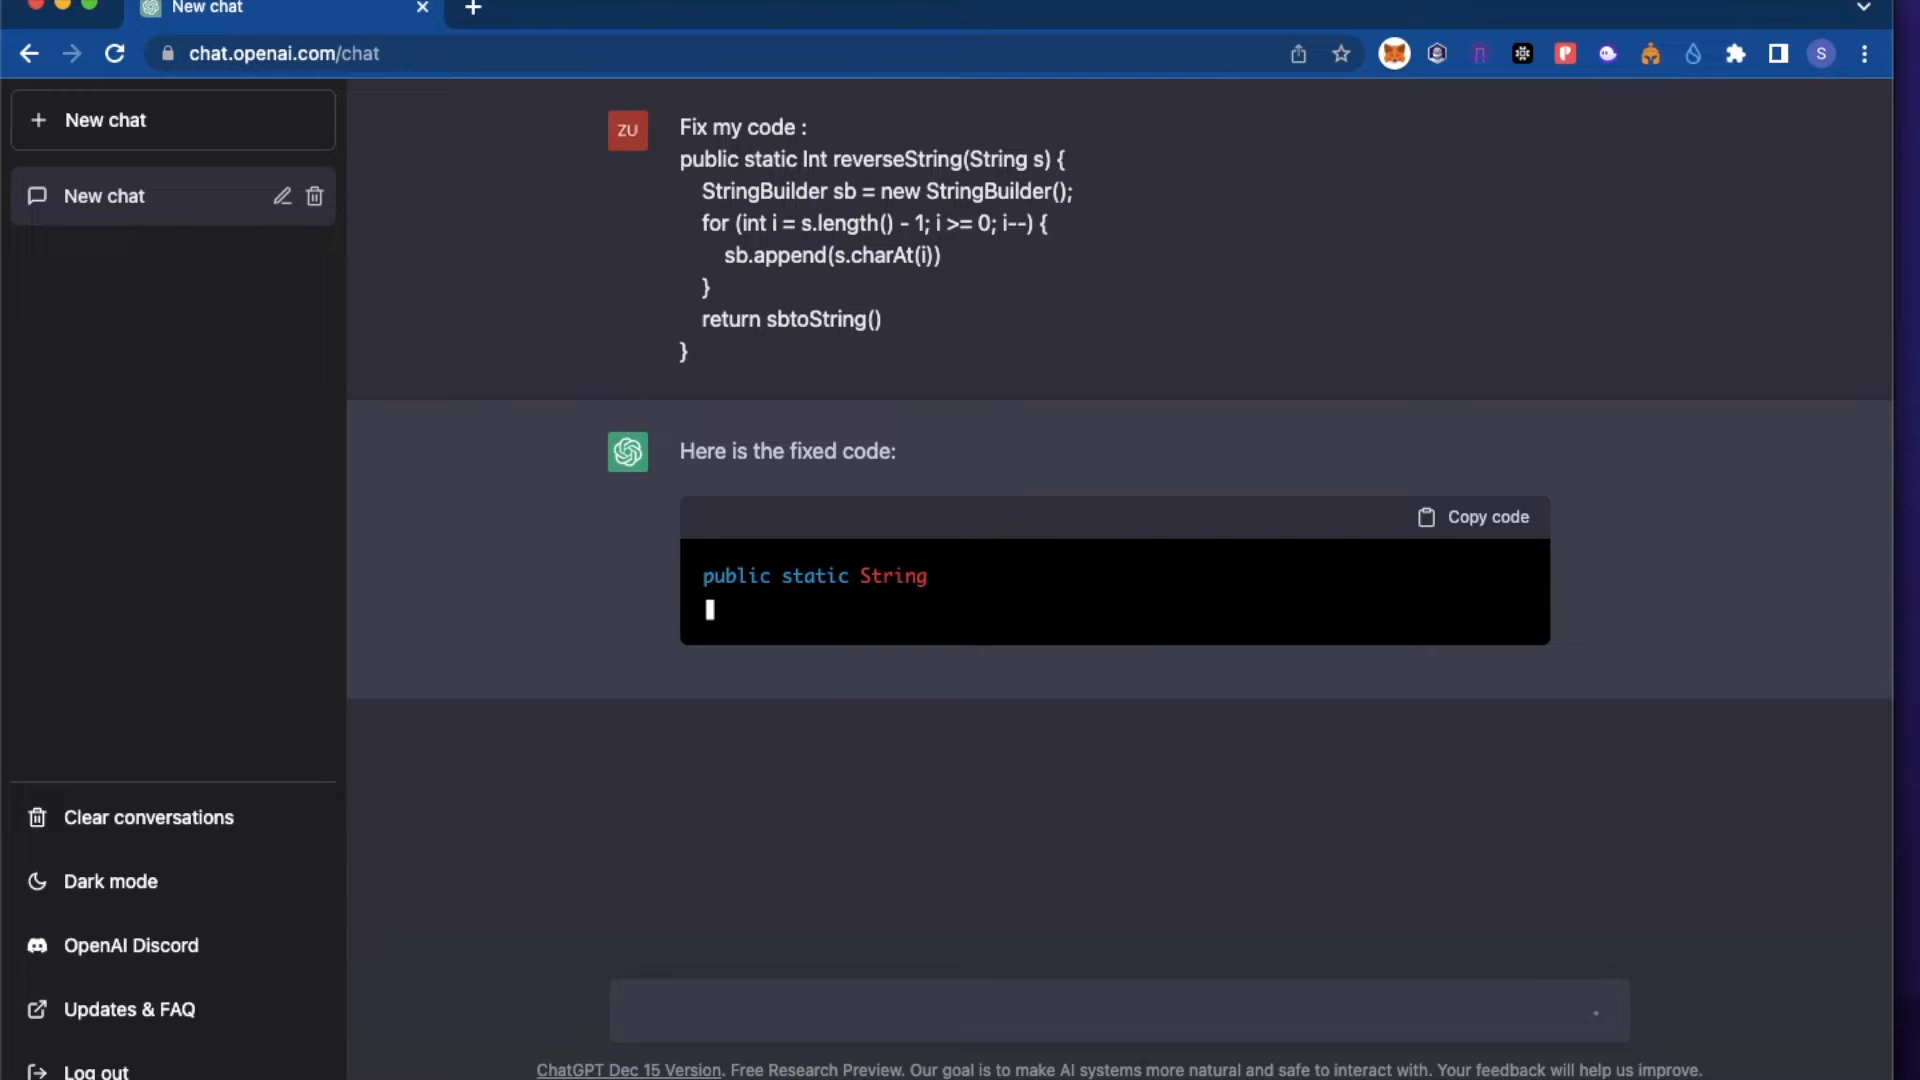 New chat
chat.openai.com/chat
S
New chat
New chat
Clear conversations
Dark mode
OpenAI Discord
Updates & FAQ
Log out
ZU
Fix my code :
public static Int reverseString(String s) {
StringBuilder sb = new StringBuilder();
for (int i = s.length() - 1; i >= 0; i--) {
sb.append(s.charAt(i))
}
return sbtoString()
}
Here is the fixed code:
Copy code
public static String
ChatGPT Dec 15 Version. Free Research Preview. Our goal is to make AI systems more natural and safe to interact with. Your feedback will help us improve.